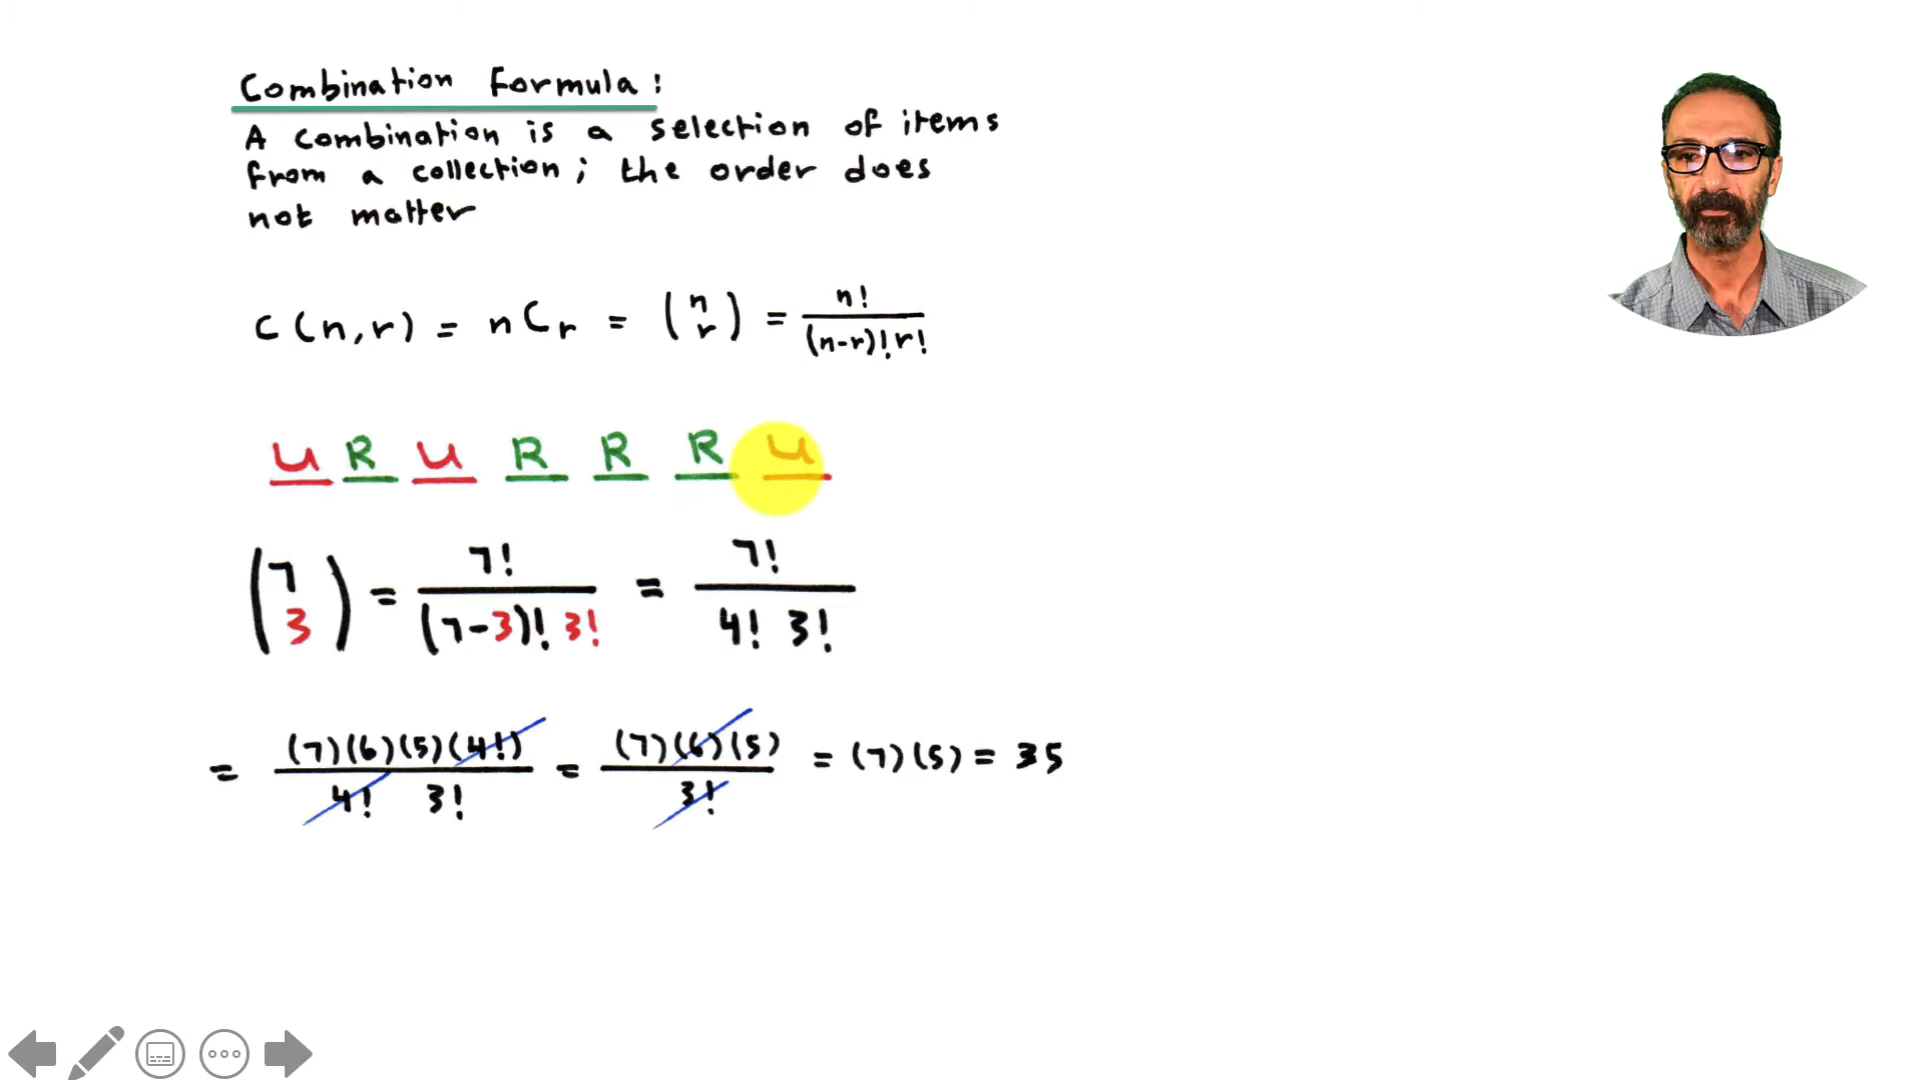 Combination Formula:
A combination is a selection of items
from a collection; the order does
not matter
C(n,r) = nCr = (n r) = n! / (n-r)!r!
U R U R R R U
(7 3) = 7! / (7-3)! 3! = 7! / 4! 3!
= (7)(6)(5)(4!) / 4! 3! = (7)(6)(5) / 3! = (7)(5) = 35